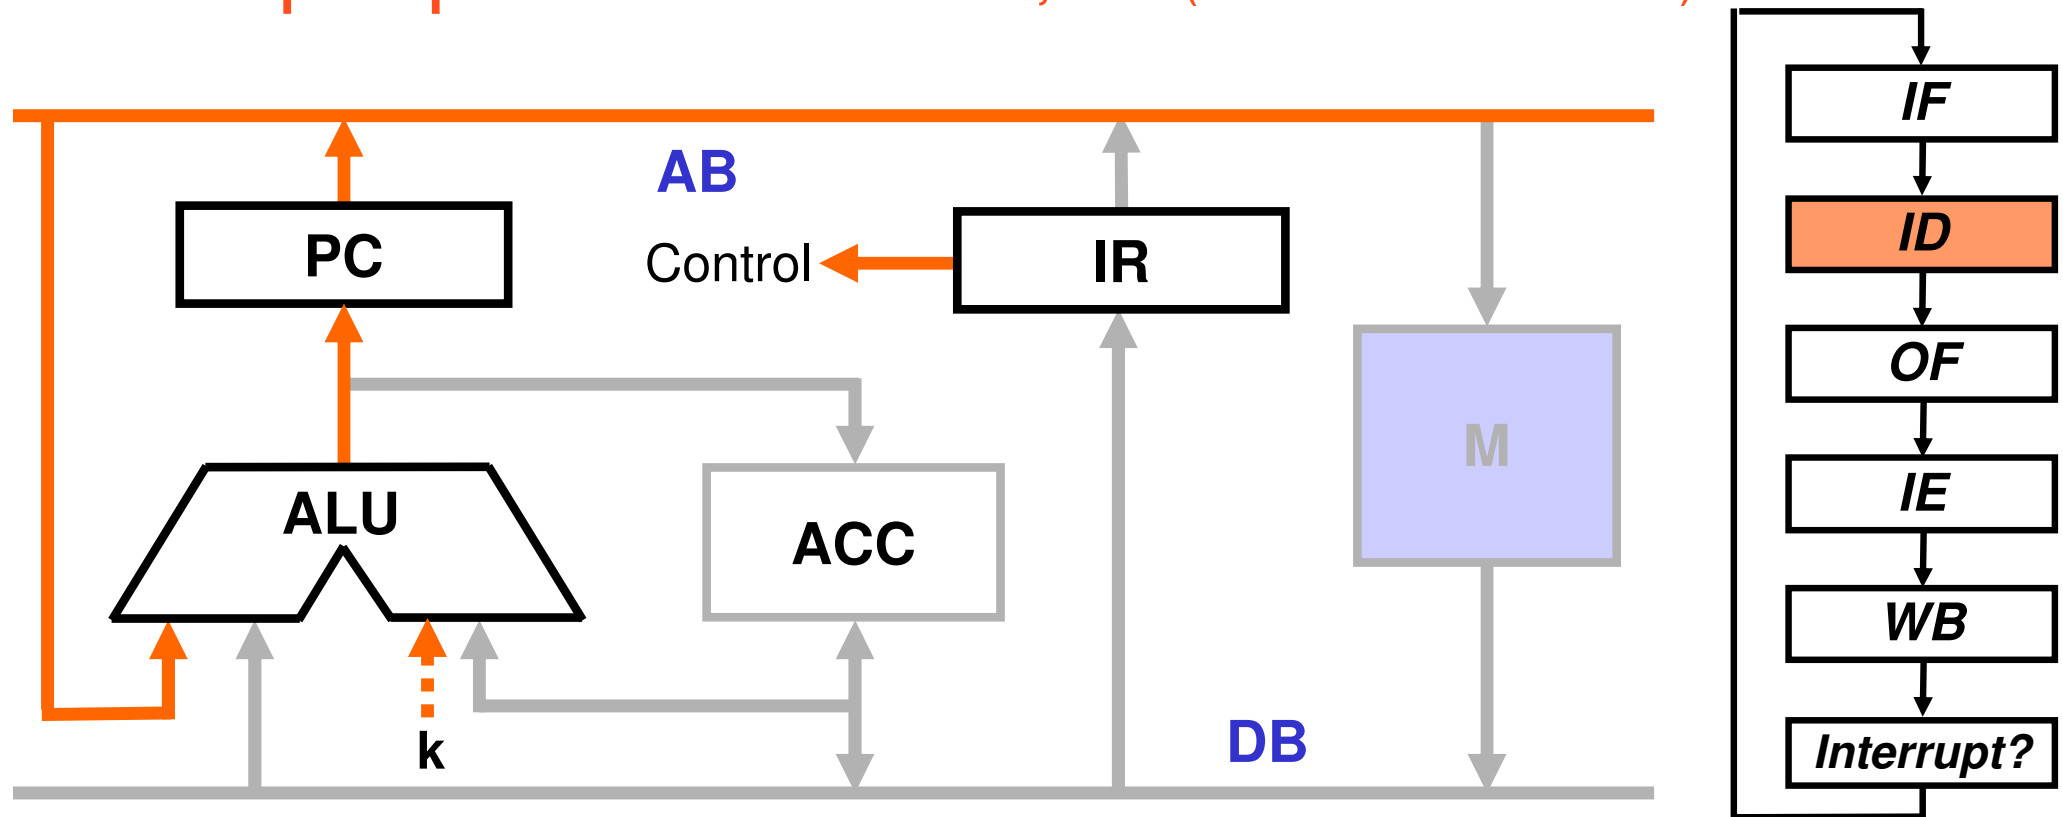 AB
PC
Control
IR
ALU
ACC
M
k
DB
IF
ID
OF
IE
WB
Interrupt?